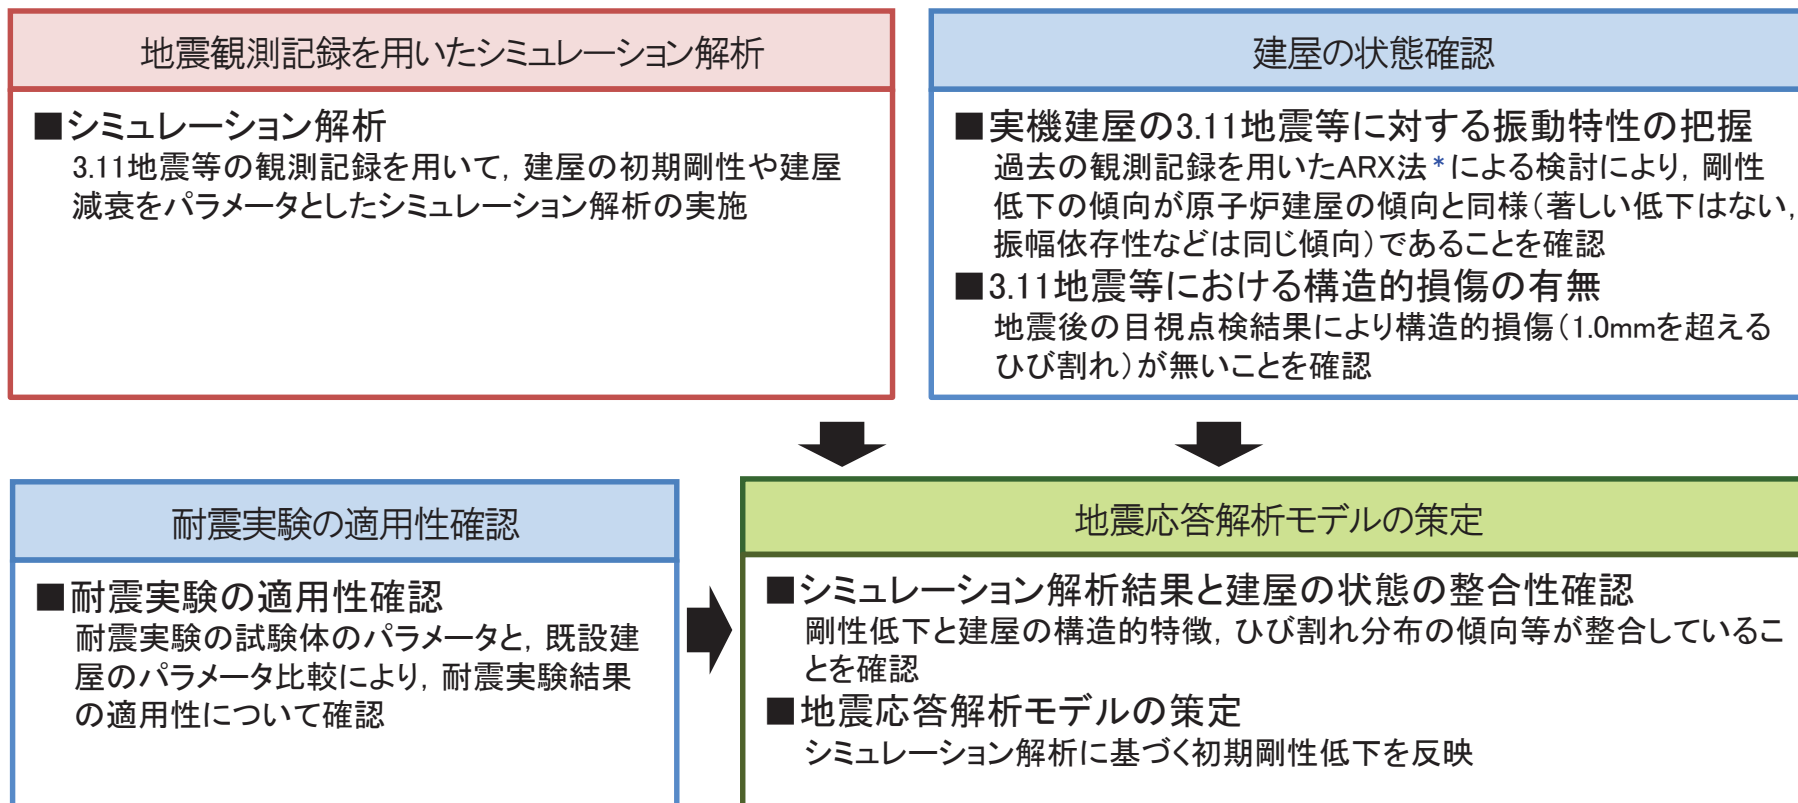 地震観測記録を用いたシミュレーション解析
■シミュレーション解析
3.11地震等の観測記録を用いて，建屋の初期剛性や建屋
減衰をパラメータとしたシミュレーション解析の実施
建屋の状態確認
■実機建屋の3.11地震等に対する振動特性の把握
過去の観測記録を用いたARX法*による検討により，剛性
低下の傾向が原子炉建屋の傾向と同様（著しい低下はない，
振幅依存性などは同じ傾向）であることを確認
■3.11地震等における構造的損傷の有無
地震後の目視点検結果により構造的損傷（1.0mmを超える
ひび割れ）が無いことを確認
耐震実験の適用性確認
■耐震実験の適用性確認
耐震実験の試験体のパラメータと，既設建
屋のパラメータ比較により，耐震実験結果
の適用性について確認
地震応答解析モデルの策定
■シミュレーション解析結果と建屋の状態の整合性確認
剛性低下と建屋の構造的特徴，ひび割れ分布の傾向等が整合しているこ
とを確認
■地震応答解析モデルの策定
シミュレーション解析に基づく初期剛性低下を反映